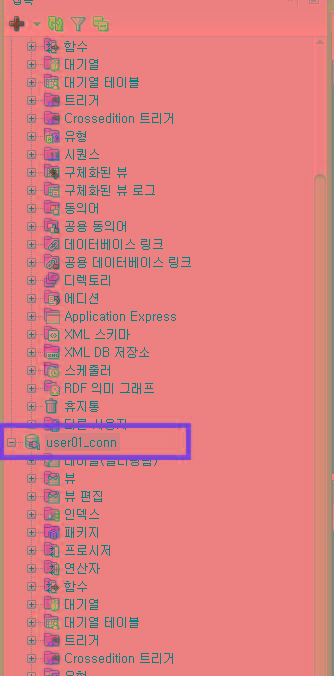 함수
대기열
대기열 테이블
트리거
Crossedition 트리거
유형
시퀀스
구체화된 뷰
구체화된 뷰 로그
동의어
공용 동의어
데이터베이스 링크
공용 데이터베이스 링크
디렉토리
에디션
Application Express
XML 스키마
XML DB 저장소
스케줄러
RDF 의미 그래프
휴지통
다른 사용자
user01_conn
테이블(필터링됨)
뷰
뷰 편집
인덱스
패키지
프로시저
연산자
함수
대기열
대기열 테이블
트리거
Crossedition 트리거
유형